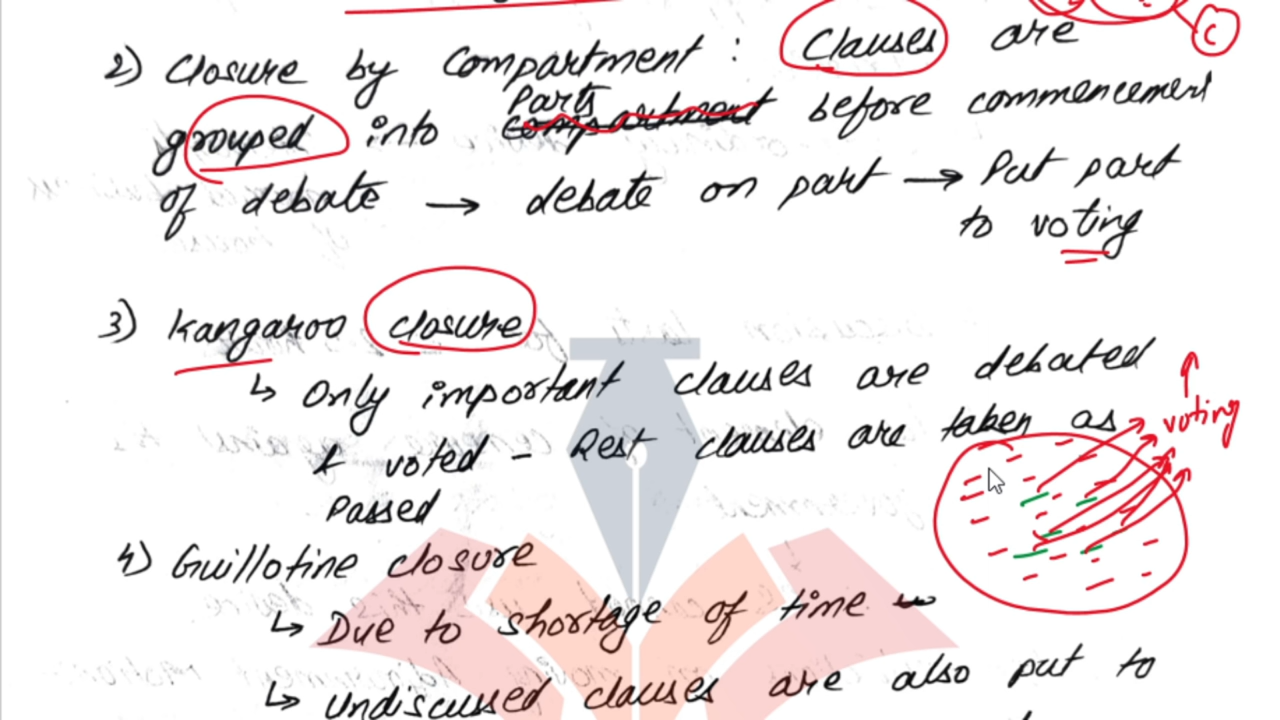 C
2) Closure by Compartment : Clauses are
Parts
grouped into compartment before commencement
of debate → debate on part → Put part
to voting
3) Kangaroo closure
↳ Only important clauses are debated
voting
& voted - Rest clauses are taken as
Passed
4) Guillotine closure
↳ Due to shortage of time
↳ Undiscussed clauses are also put to